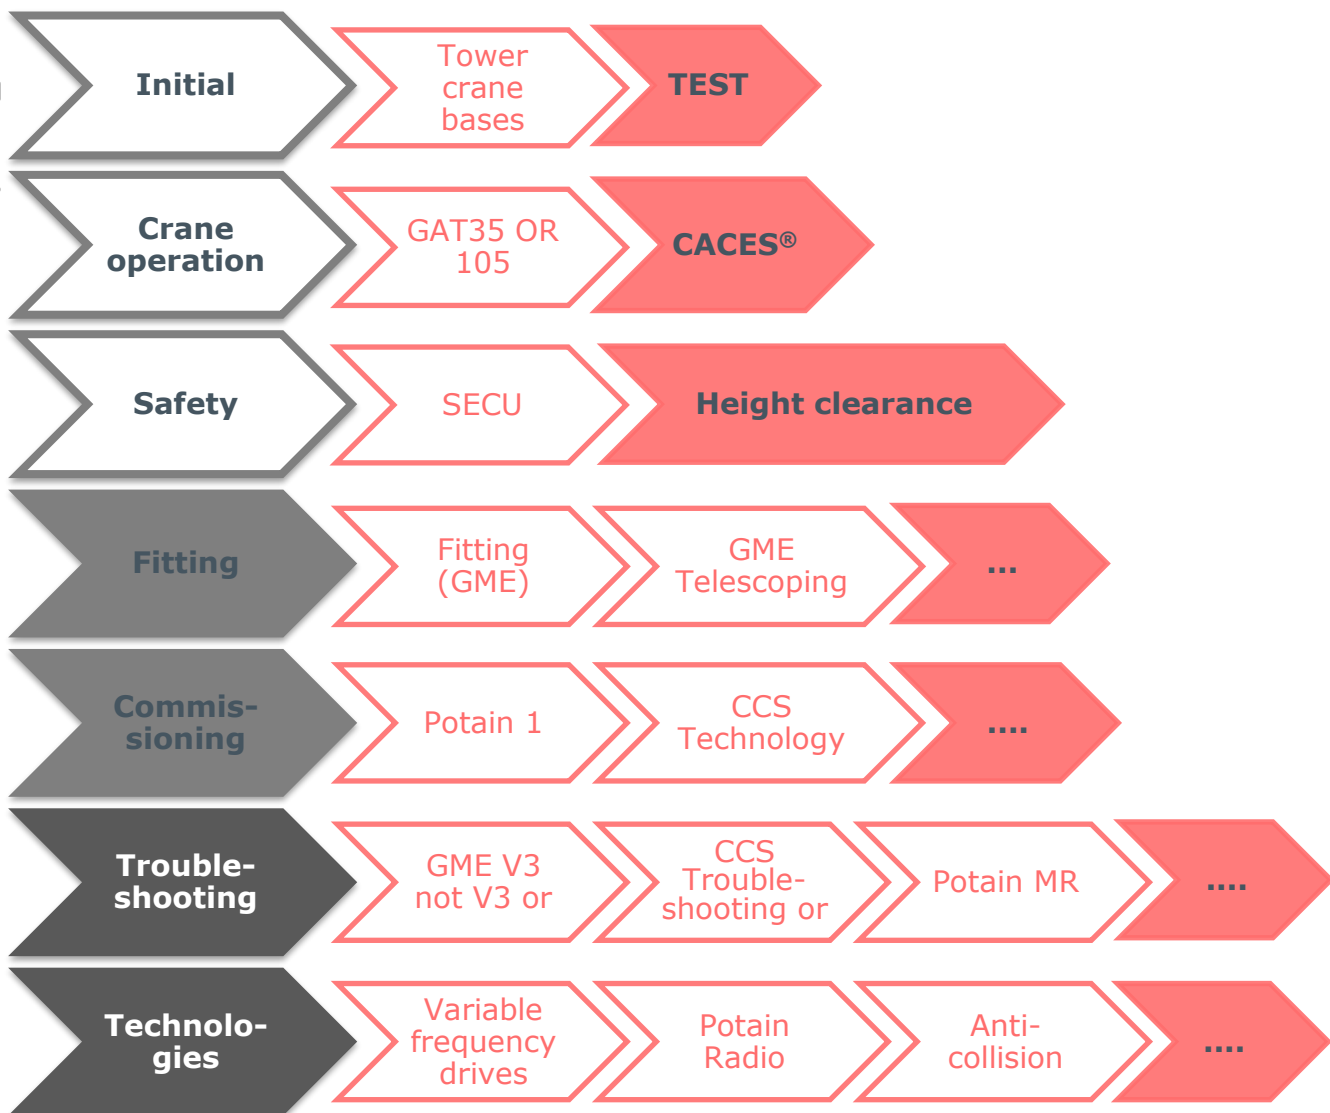 Initial
Tower
crane
bases
TEST
Crane
operation
GAT35 OR
105
CACES®
Safety
SECU
Height clearance
Fitting
Fitting
(GME)
GME
Telescoping
...
Commis-
sioning
Potain 1
CCS
Technology
....
Trouble-
shooting
GME V3
not V3 or
CCS
Trouble-
shooting or
Potain MR
....
Technolo-
gies
Variable
frequency
drives
Potain
Radio
Anti-
collision
....